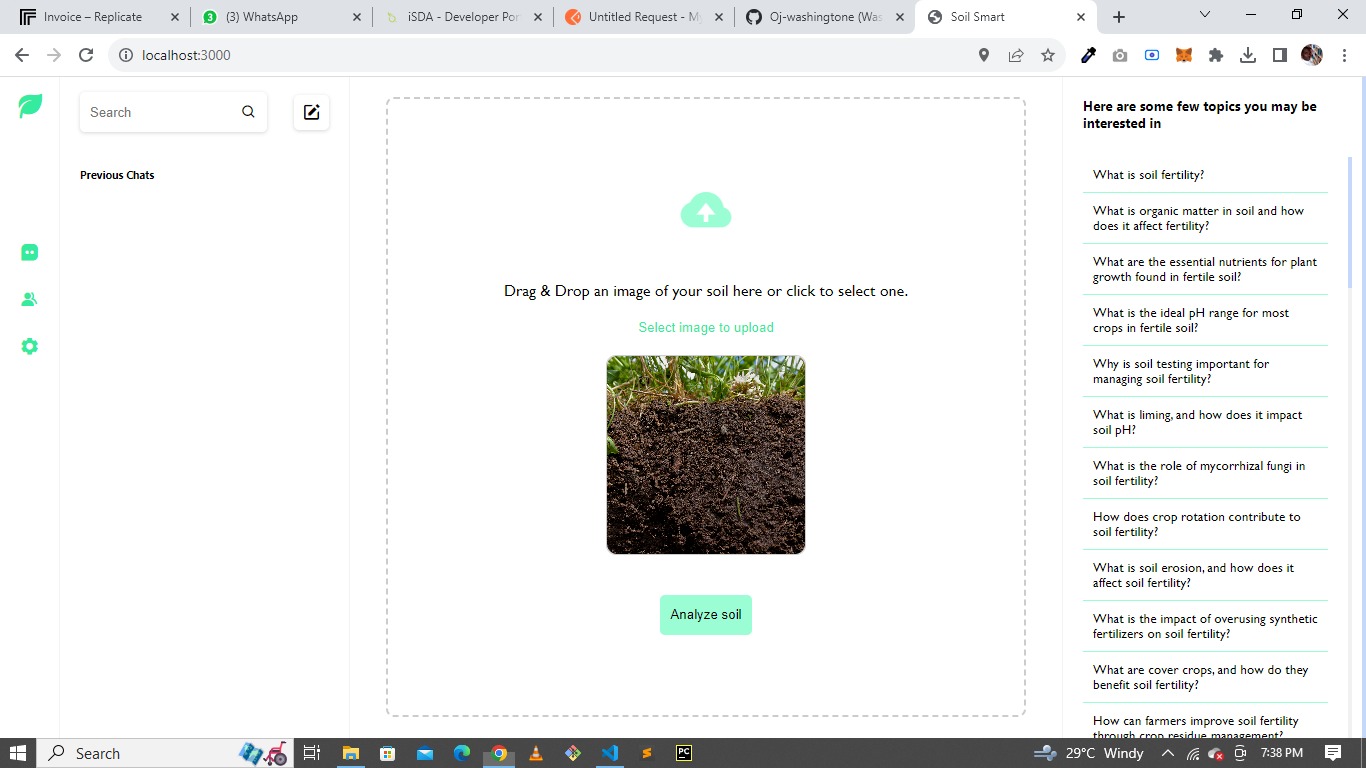 Invoice – Replicate
(3) WhatsApp
iSDA - Developer Por
Untitled Request - My
Oj-washingtone (Was
Soil Smart
localhost:3000
Search
Previous Chats
Drag & Drop an image of your soil here or click to select one.
Select image to upload
Analyze soil
Here are some few topics you may be
interested in
What is soil fertility?
What is organic matter in soil and how
does it affect fertility?
What are the essential nutrients for plant
growth found in fertile soil?
What is the ideal pH range for most
crops in fertile soil?
Why is soil testing important for
managing soil fertility?
What is liming, and how does it impact
soil pH?
What is the role of mycorrhizal fungi in
soil fertility?
How does crop rotation contribute to
soil fertility?
What is soil erosion, and how does it
affect soil fertility?
What is the impact of overusing synthetic
fertilizers on soil fertility?
What are cover crops, and how do they
benefit soil fertility?
How can farmers improve soil fertility
through crop residue management?
Search
PC
29°C Windy
7:38 PM